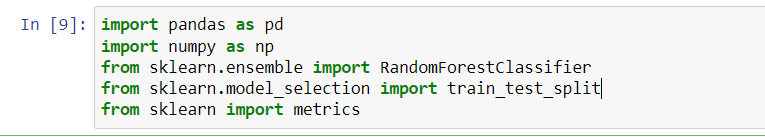 In [9]: import pandas as pd
import numpy as np
from sklearn.ensemble import RandomForestClassifier
from sklearn.model_selection import train_test_split
from sklearn import metrics